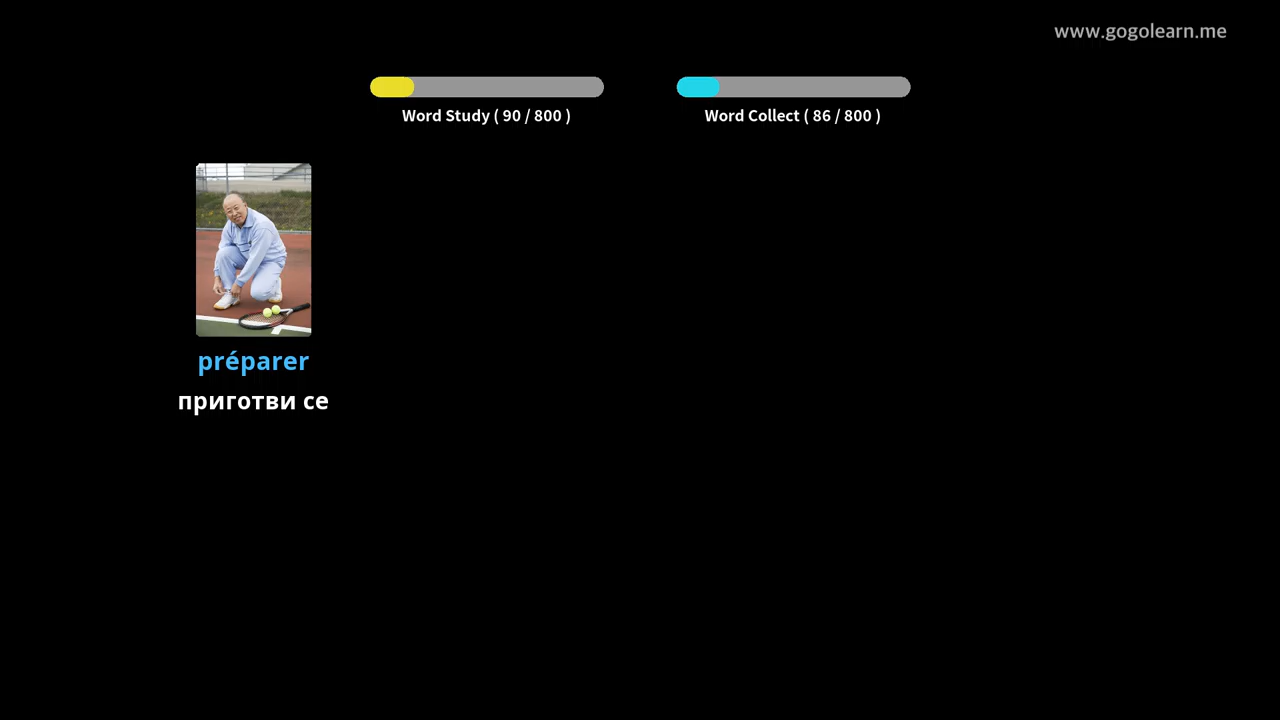 www.gogolearn.me
Word Study ( 90 / 800 )
Word Collect ( 86 / 800 )
préparer
приготви се